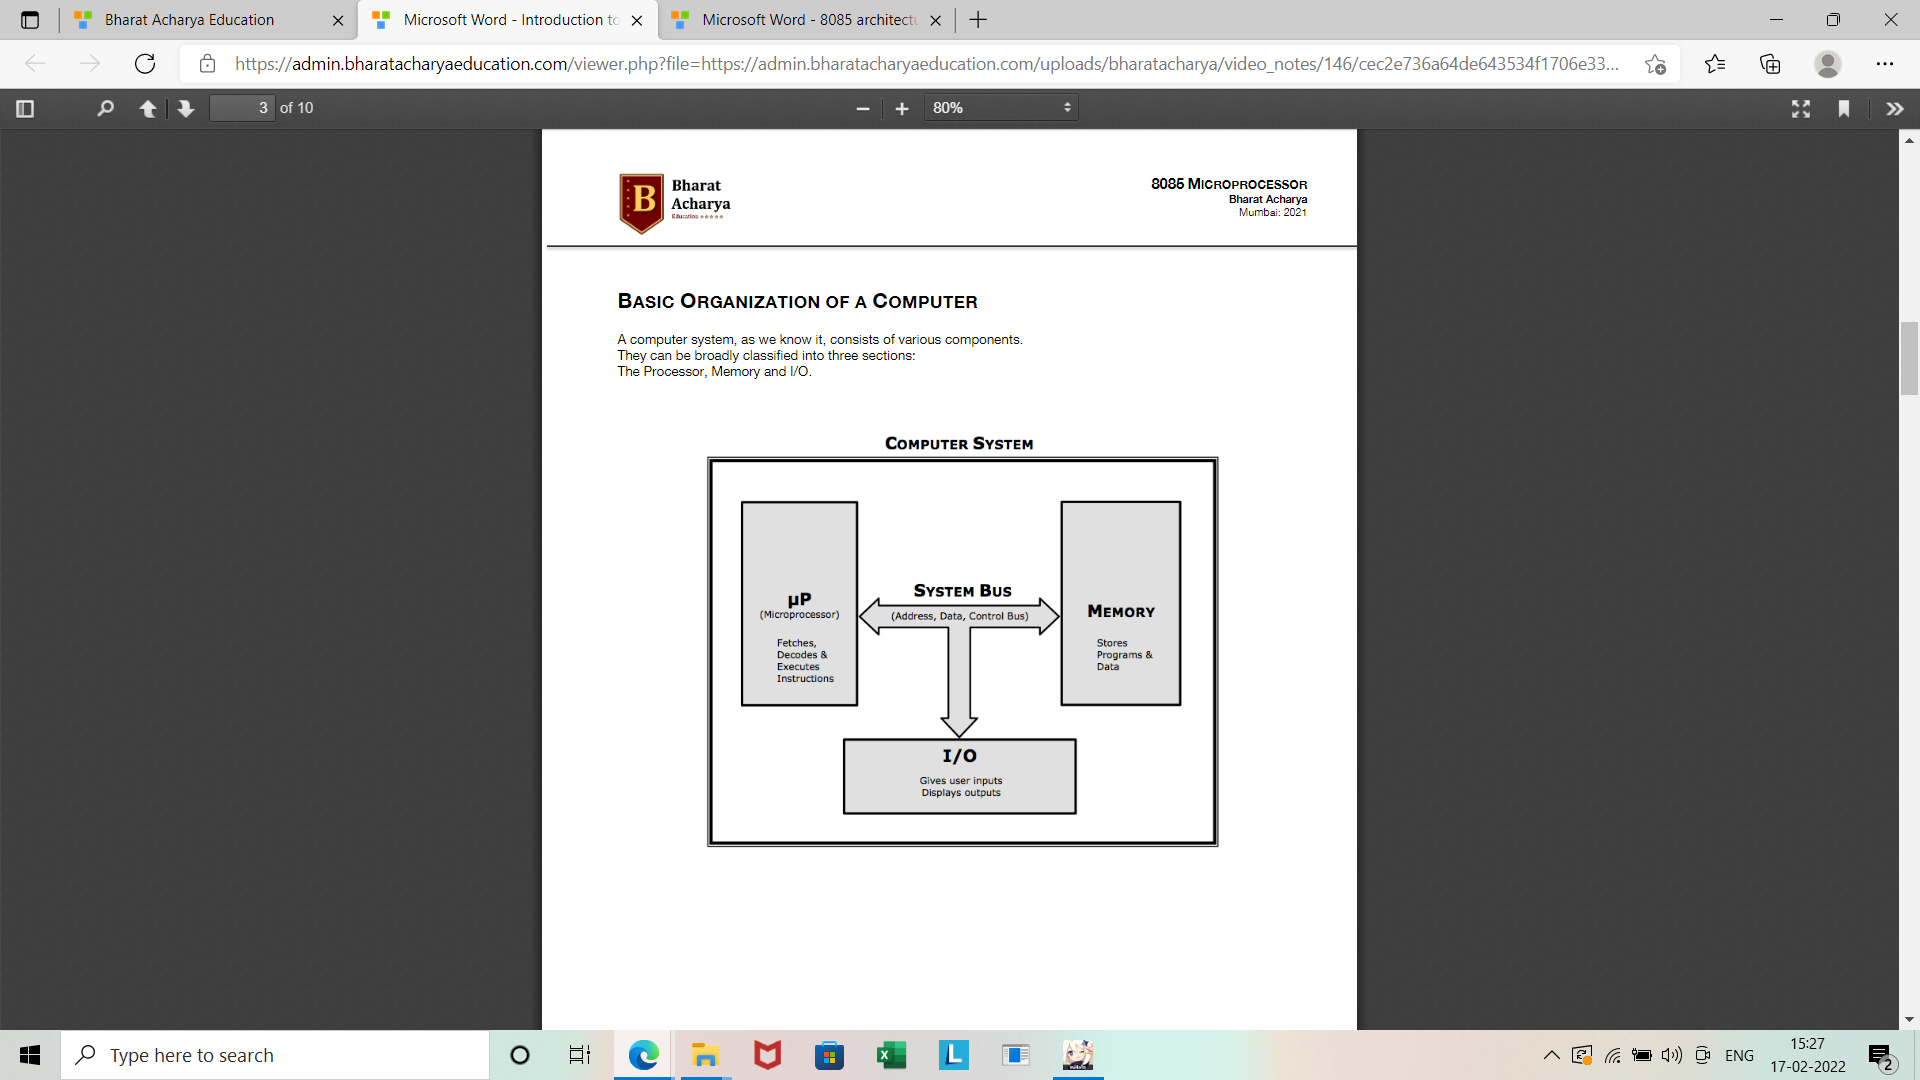 Bharat Acharya Education
Microsoft Word - Introduction to
Microsoft Word - 8085 architectu
https://admin.bharatacharyaeducation.com/viewer.php?file=https://admin.bharatacharyaeducation.com/uploads/bharatacharya/video_notes/146/cec2e736a64de643534f1706e33...
3 of 10
80%
B
Bharat
Acharya
Education
8085 MICROPROCESSOR
Bharat Acharya
Mumbai: 2021
BASIC ORGANIZATION OF A COMPUTER
A computer system, as we know it, consists of various components.
They can be broadly classified into three sections:
The Processor, Memory and I/O.
COMPUTER SYSTEM
µP
(Microprocessor)
Fetches,
Decodes &
Executes
Instructions
SYSTEM BUS
(Address, Data, Control Bus)
MEMORY
Stores
Programs &
Data
I/O
Gives user inputs
Displays outputs
Type here to search
L
ENG
15:27
17-02-2022
2